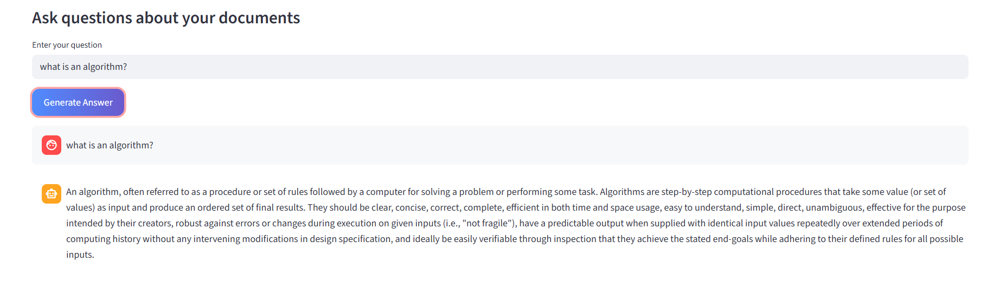 Ask questions about your documents
Enter your question
what is an algorithm?
Generate Answer
what is an algorithm?
An algorithm, often referred to as a procedure or set of rules followed by a computer for solving a problem or performing some task. Algorithms are step-by-step computational procedures that take some value (or set of
values) as input and produce an ordered set of final results. They should be clear, concise, correct, complete, efficient in both time and space usage, easy to understand, simple, direct, unambiguous, effective for the purpose
intended by their creators, robust against errors or changes during execution on given inputs (i.e., "not fragile"), have a predictable output when supplied with identical input values repeatedly over extended periods of
computing history without any intervening modifications in design specification, and ideally be easily verifiable through inspection that they achieve the stated end-goals while adhering to their defined rules for all possible
inputs.